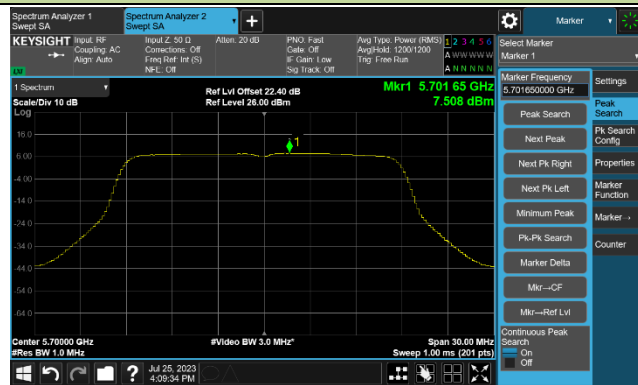 Spectrum Analyzer 1
Swept SA
Spectrum Analyzer 2
Swept SA
+
Marker
KEYSIGHT
Input: RF
Coupling: AC
Align: Auto
Input Z: 50 Ω
Corrections: Off
Freq Ref: Int (S)
NFE: Off
Atten: 20 dB
PNO: Fast
Gate: Off
IF Gain: Low
Sig Track: Off
Avg Type: Power (RMS)
Avg|Hold: 1200/1200
Trig: Free Run
1 2 3 4 5 6
A W W W W W
A N N N N N
Select Marker
Marker 1
1 Spectrum
Scale/Div 10 dB
Log
Ref Lvl Offset 22.40 dB
Ref Level 26.00 dBm
Mkr1 5.701 65 GHz
7.508 dBm
16.0
6.00
-4.00
-14.0
-24.0
-34.0
-44.0
-54.0
-64.0
1
Center 5.70000 GHz
#Res BW 1.0 MHz
#Video BW 3.0 MHz*
Span 30.00 MHz
Sweep 1.00 ms (201 pts)
Marker Frequency
5.701650000 GHz
Peak Search
Next Peak
Next Pk Right
Next Pk Left
Minimum Peak
Pk-Pk Search
Marker Delta
Mkr→CF
Mkr→Ref Lvl
Continuous Peak
Search
On
Off
Settings
Peak
Search
Pk Search
Config
Properties
Marker
Function
Marker→
Counter
?
Jul 25, 2023
4:09:34 PM